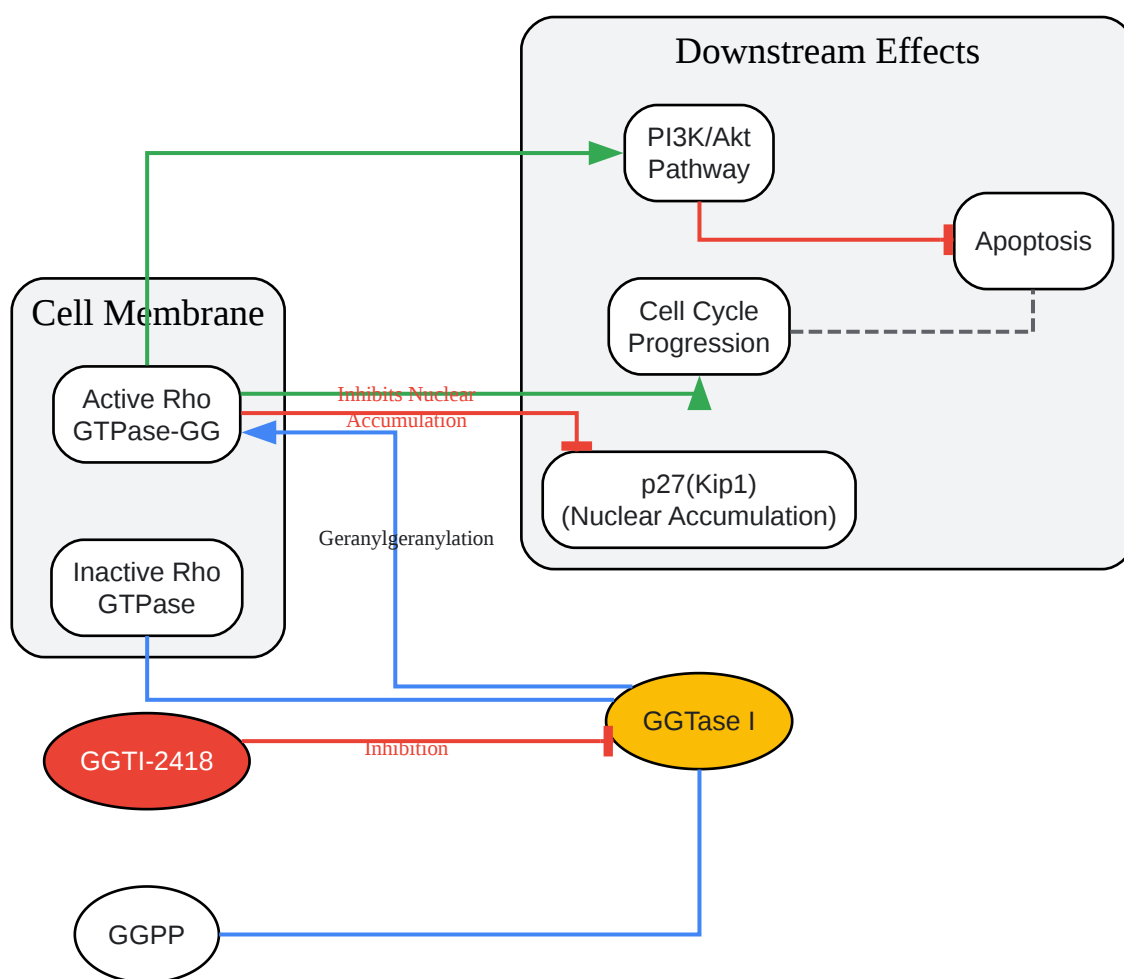 Downstream Effects
PI3K/Akt
Pathway
Apoptosis
Cell Membrane
Cell Cycle
Progression
Active Rho
GTPase-GG
Inhibits Nuclear
Accumulation
p27(Kip1)
(Nuclear Accumulation)
Geranylgeranylation
Inactive Rho
GTPase
GGTase I
GGTI-2418
Inhibition
GGPP